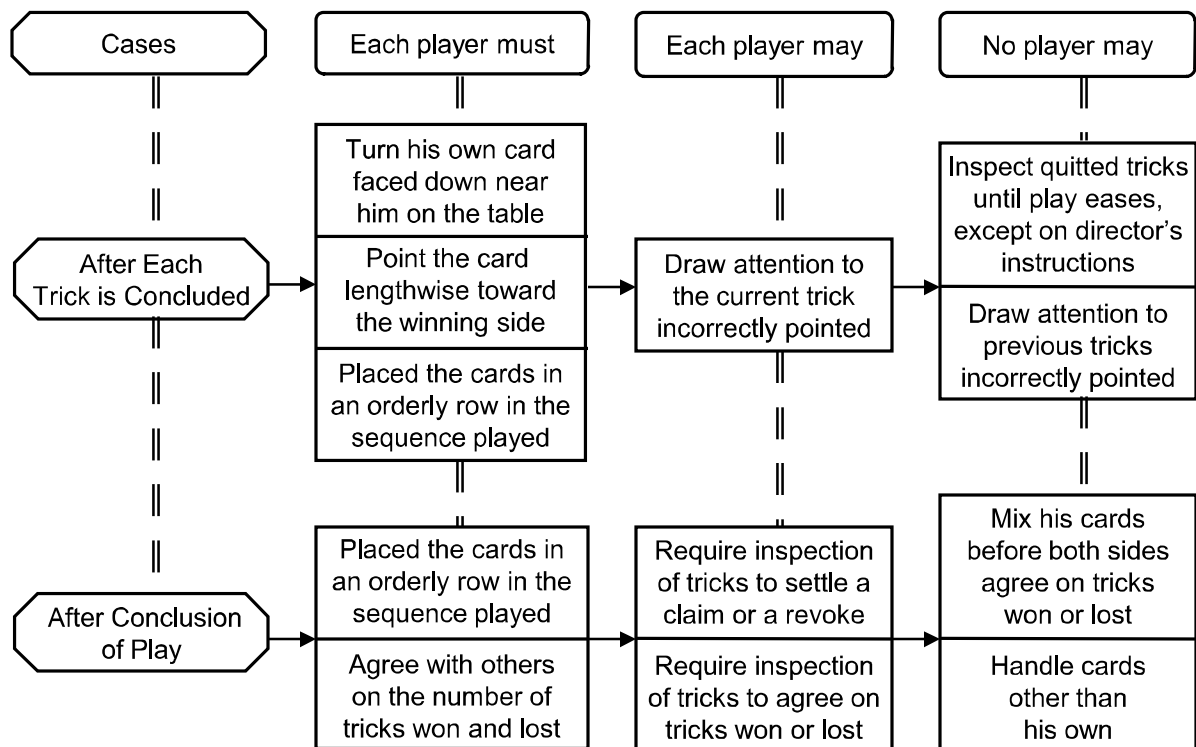 Cases
Each player must
Each player may
No player may
After Each
Trick is Concluded
Turn his own card
faced down near
him on the table
Point the card
lengthwise toward
the winning side
Placed the cards in
an orderly row in the
sequence played
Draw attention to
the current trick
incorrectly pointed
Inspect quitted tricks
until play eases,
except on director's
instructions
Draw attention to
previous tricks
incorrectly pointed
After Conclusion
of Play
Placed the cards in
an orderly row in the
sequence played
Agree with others
on the number of
tricks won and lost
Require inspection
of tricks to settle a
claim or a revoke
Require inspection
of tricks to agree on
tricks won or lost
Mix his cards
before both sides
agree on tricks
won or lost
Handle cards
other than
his own